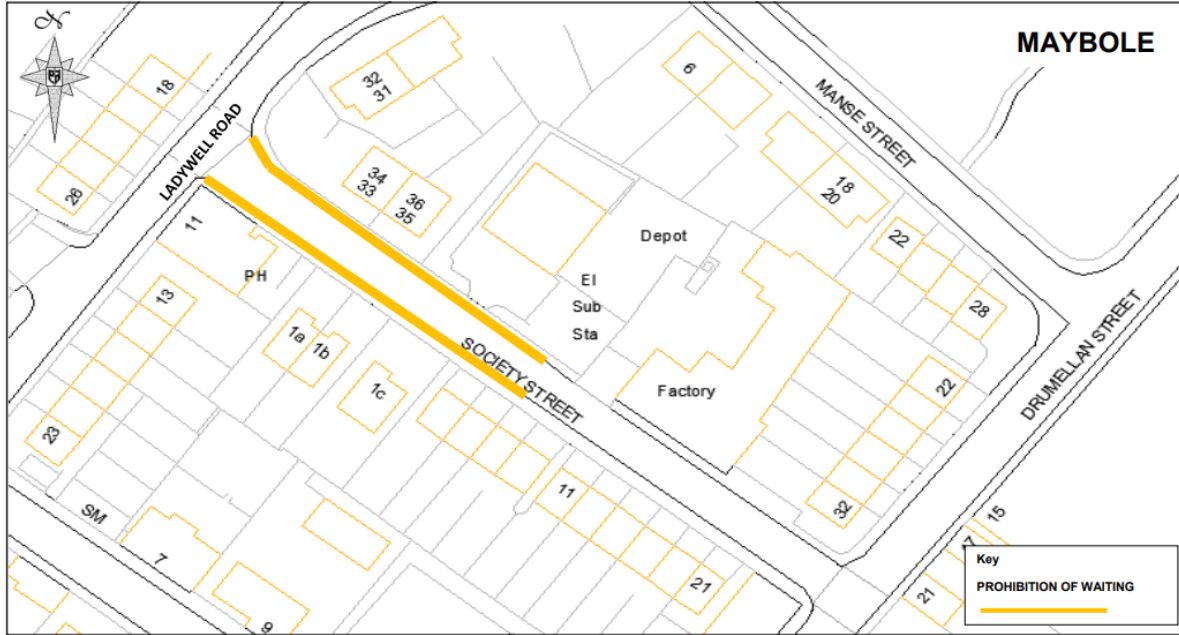 MAYBOLE
N
18
32
31
6
MANSE STREET
LADYWELL ROAD
34
33
36
35
26
18
20
11
Depot
22
PH
El
Sub
Sta
28
13
1a
1b
SOCIETY STREET
1c
Factory
22
DRUMELLAN STREET
23
11
32
SM
15
17
7
21
21
9
Key
PROHIBITION OF WAITING